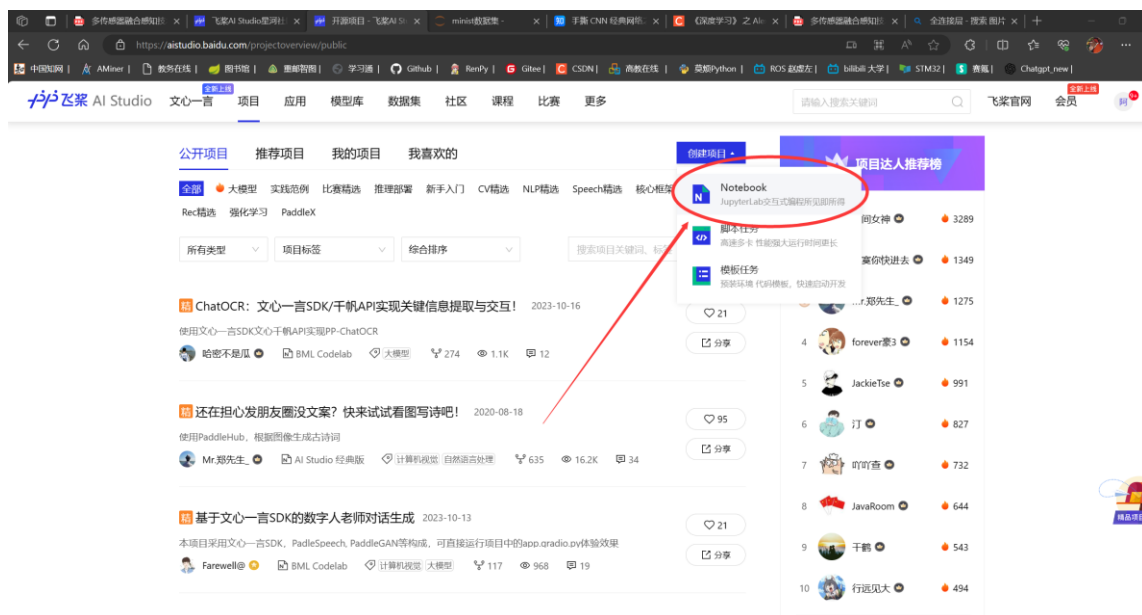 多传感器融合感知
飞桨AI Studio星河社
开源项目 - 飞桨AI St
minist数据集 -
手撕 CNN 经典网络
《深度学习》之 Ale
多传感器融合感知
全连接层 - 搜索 图片
https://aistudio.baidu.com/projectoverview/public
中国知网 | AMiner | 教务在线 | 图书馆 | 重邮智图 | 学习通 | Github | RenPy | Gitee | CSDN | 高教在线 | 莫烦Python | ROS 赵虚左 | bilibili 大学 | STM32 | 赛氪 | Chatgpt_new |
全新上线
全新上线
飞桨 AI Studio 文心一言 项目 应用 模型库 数据集 社区 课程 比赛 更多 请输入搜索关键词 飞桨官网 会员 阿 9+
公开项目 推荐项目 我的项目 我喜欢的 创建项目
项目达人推荐榜
全部 大模型 实践范例 比赛精选 推理部署 新手入门 CV精选 NLP精选 Speech精选 核心框架
Rec精选 强化学习 PaddleX
Notebook
JupyterLab交互式编程所见即所得
脚本任务
高速多卡 性能强大运行时间更长
模板任务
预装环境 代码模板，快速启动开发
所有类型 项目标签 综合排序 搜索项目关键词、标
间女神 3289
寞你快进去 1349
.郑先生_ 1275
4 forever豪3 1154
5 JackieTse 991
6 汀 827
7 吖吖查 732
8 JavaRoom 644
9 干鹤 543
10 行远见大 494
精 ChatOCR：文心一言SDK/千帆API实现关键信息提取与交互！ 2023-10-16
21
使用文心一言SDK文心千帆API实现PP-ChatOCR
分享
哈密不是瓜 BML Codelab 大模型 274 1.1K 12
精 还在担心发朋友圈没文案？快来试试看图写诗吧！ 2020-08-18
95
使用PaddleHub，根据图像生成古诗词
分享
Mr.郑先生_ AI Studio 经典版 计算机视觉 自然语言处理 635 16.2K 34
精 基于文心一言SDK的数字人老师对话生成 2023-10-13
21
本项目采用文心一言SDK，PadleSpeech, PaddleGAN等构成，可直接运行项目中的app.gradio.py体验效果
分享
Farewell@ BML Codelab 计算机视觉 大模型 117 968 19
精品项